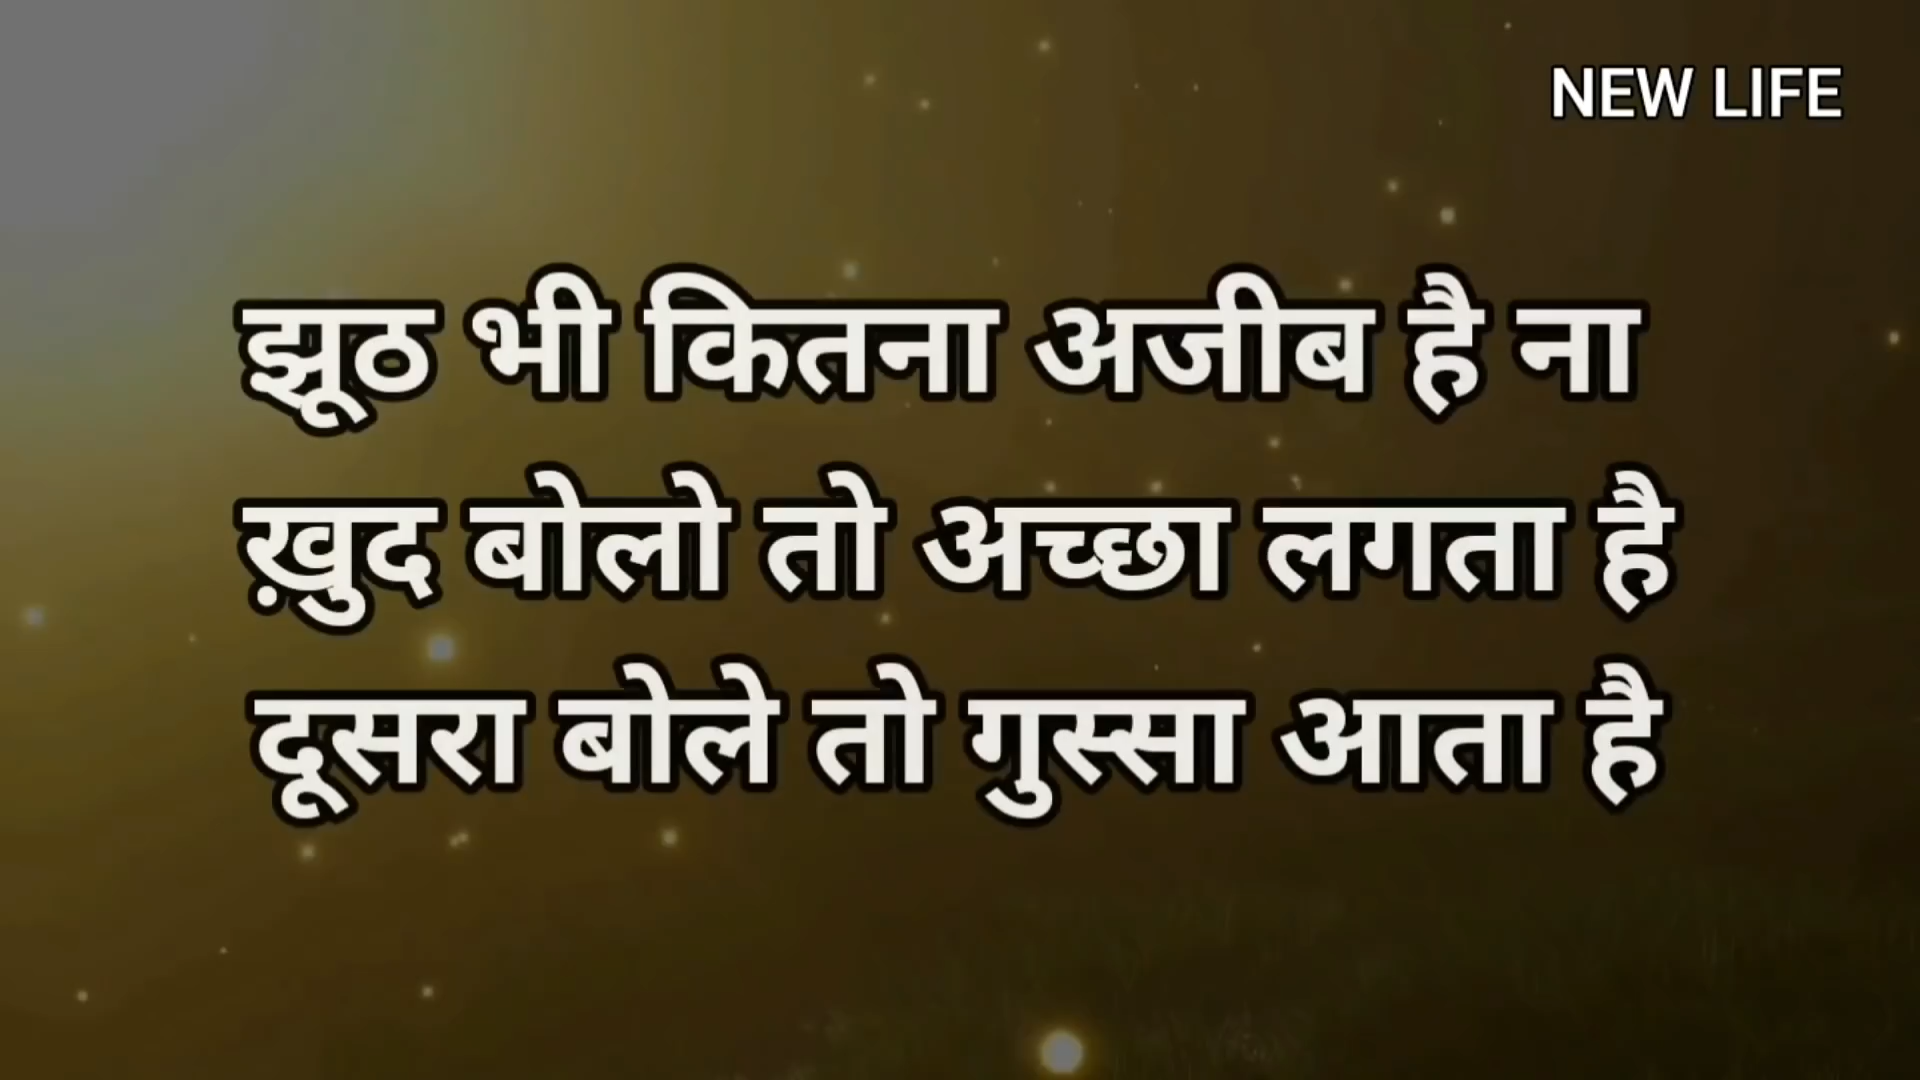 NEW LIFE
झूठ भी कितना अजीब है ना
ख़ुद बोलो तो अच्छा लगता है
दूसरा बोले तो गुस्सा आता है